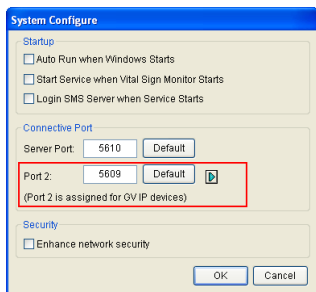 System Configure
Startup
Auto Run when Windows Starts
Start Service when Vital Sign Monitor Starts
Login SMS Server when Service Starts
Connective Port
Server Port: 5610 Default
Port 2: 5609 Default
(Port 2 is assigned for GV IP devices)
Security
Enhance network security
OK Cancel